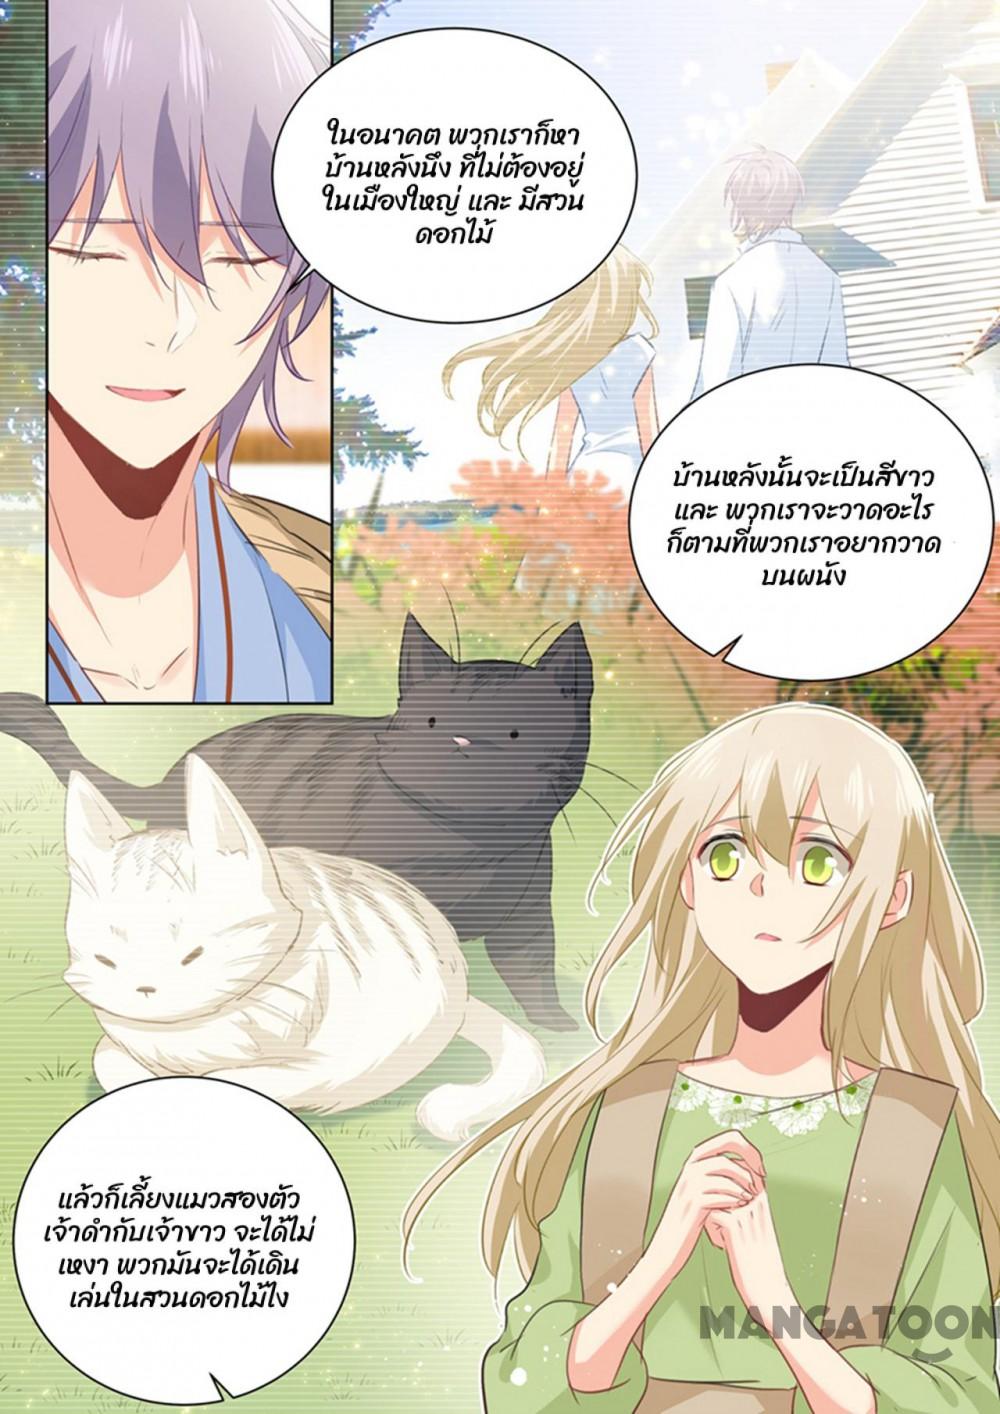 ในอนาคต พวกเราก็หา
บ้านหลังนึง ที่ไม่ต้องอยู่
ในเมืองใหญ่ และ มีสวน
ดอกไม้
บ้านหลังนั้นจะเป็นสีขาว
และ พวกเราจะวาดอะไร
ก็ตามที่พวกเราอยากวาด
บนผนัง
แล้วก็เลี้ยงแมวสองตัว
เจ้าดำกับเจ้าขาว จะได้ไม่
เหงา พวกมันจะได้เดิน
เล่นในสวนดอกไม้ไง
MANGATOON